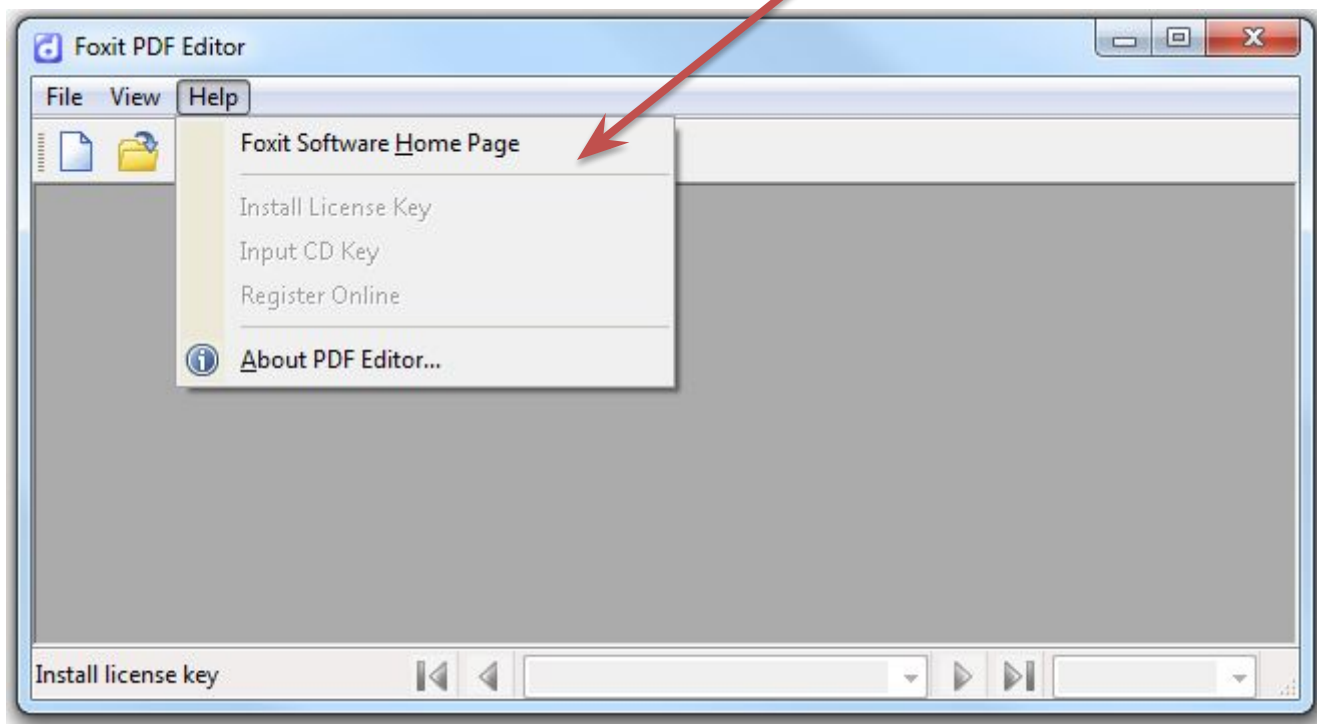 Foxit PDF Editor
File View Help
Foxit Software Home Page
Install License Key
Input CD Key
Register Online
About PDF Editor...
Install license key